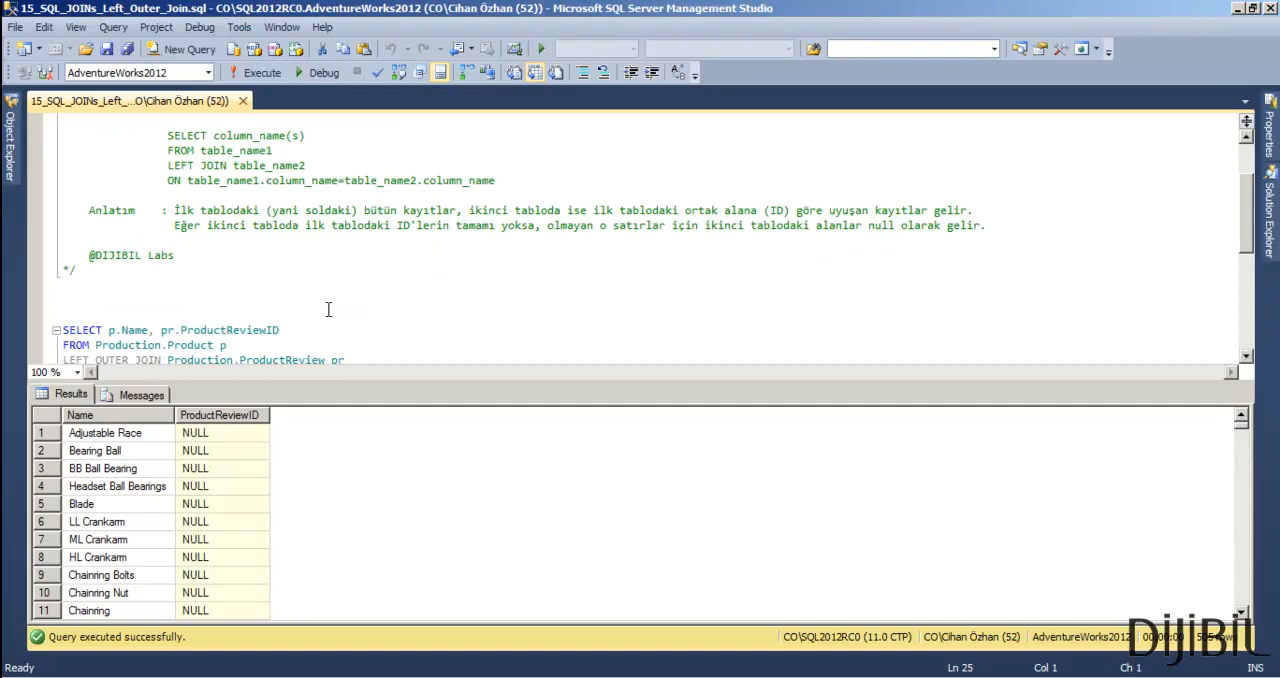 15_SQL_JOINs_Left_Outer_Join.sql - CO\SQL2012RC0.AdventureWorks2012 (CO\Cihan Özhan (52)) - Microsoft SQL Server Management Studio
File Edit View Query Project Debug Tools Window Help
New Query
AdventureWorks2012 Execute Debug
15_SQL_JOINs_Left_...O\Cihan Özhan (52))
Object Explorer
Properties
Solution Explorer
SELECT column_name(s)
FROM table_name1
LEFT JOIN table_name2
ON table_name1.column_name=table_name2.column_name
Anlatım : İlk tablodaki (yani soldaki) bütün kayıtlar, ikinci tabloda ise ilk tablodaki ortak alana (ID) göre uyuşan kayıtlar gelir.
Eğer ikinci tabloda ilk tablodaki ID'lerin tamamı yoksa, olmayan o satırlar için ikinci tablodaki alanlar null olarak gelir.
@DIJIBIL Labs
*/
SELECT p.Name, pr.ProductReviewID
FROM Production.Product p
LEFT OUTER JOIN Production.ProductReview pr
100 %
Results Messages
Name ProductReviewID
1 Adjustable Race NULL
2 Bearing Ball NULL
3 BB Ball Bearing NULL
4 Headset Ball Bearings NULL
5 Blade NULL
6 LL Crankarm NULL
7 ML Crankarm NULL
8 HL Crankarm NULL
9 Chainring Bolts NULL
10 Chainring Nut NULL
11 Chainring NULL
Query executed successfully. CO\SQL2012RC0 (11.0 CTP) CO\Cihan Özhan (52) AdventureWorks2012 00:00:00
DijiBiL
Ready Ln 25 Col 1 Ch 1 INS